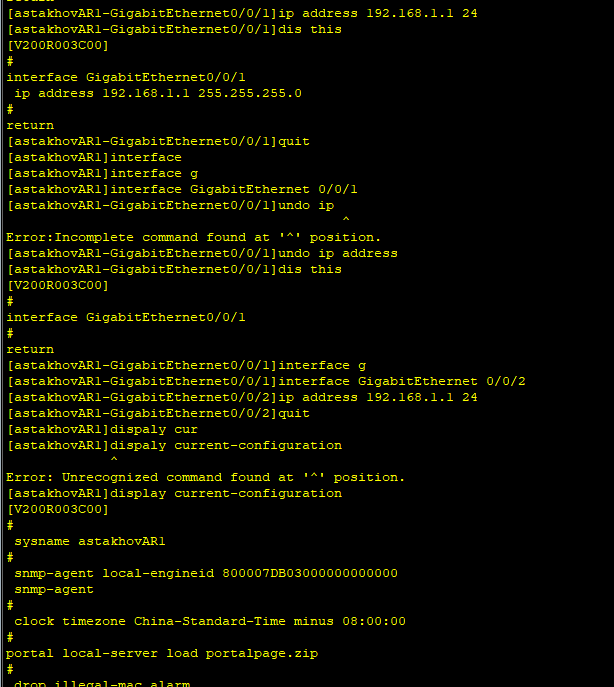 [astakhovAR1-GigabitEthernet0/0/1]ip address 192.168.1.1 24
[astakhovAR1-GigabitEthernet0/0/1]dis this
[V200R003C00]
#
interface GigabitEthernet0/0/1
 ip address 192.168.1.1 255.255.255.0
#
return
[astakhovAR1-GigabitEthernet0/0/1]quit
[astakhovAR1]interface
[astakhovAR1]interface g
[astakhovAR1]interface GigabitEthernet 0/0/1
[astakhovAR1-GigabitEthernet0/0/1]undo ip
                                          ^
Error:Incomplete command found at '^' position.
[astakhovAR1-GigabitEthernet0/0/1]undo ip address
[astakhovAR1-GigabitEthernet0/0/1]dis this
[V200R003C00]
#
interface GigabitEthernet0/0/1
#
return
[astakhovAR1-GigabitEthernet0/0/1]interface g
[astakhovAR1-GigabitEthernet0/0/1]interface GigabitEthernet 0/0/2
[astakhovAR1-GigabitEthernet0/0/2]ip address 192.168.1.1 24
[astakhovAR1-GigabitEthernet0/0/2]quit
[astakhovAR1]dispaly cur
[astakhovAR1]dispaly current-configuration
             ^
Error: Unrecognized command found at '^' position.
[astakhovAR1]display current-configuration
[V200R003C00]
#
 sysname astakhovAR1
#
 snmp-agent local-engineid 800007DB03000000000000
 snmp-agent
#
 clock timezone China-Standard-Time minus 08:00:00
#
portal local-server load portalpage.zip
#
 drop illegal-mac alarm